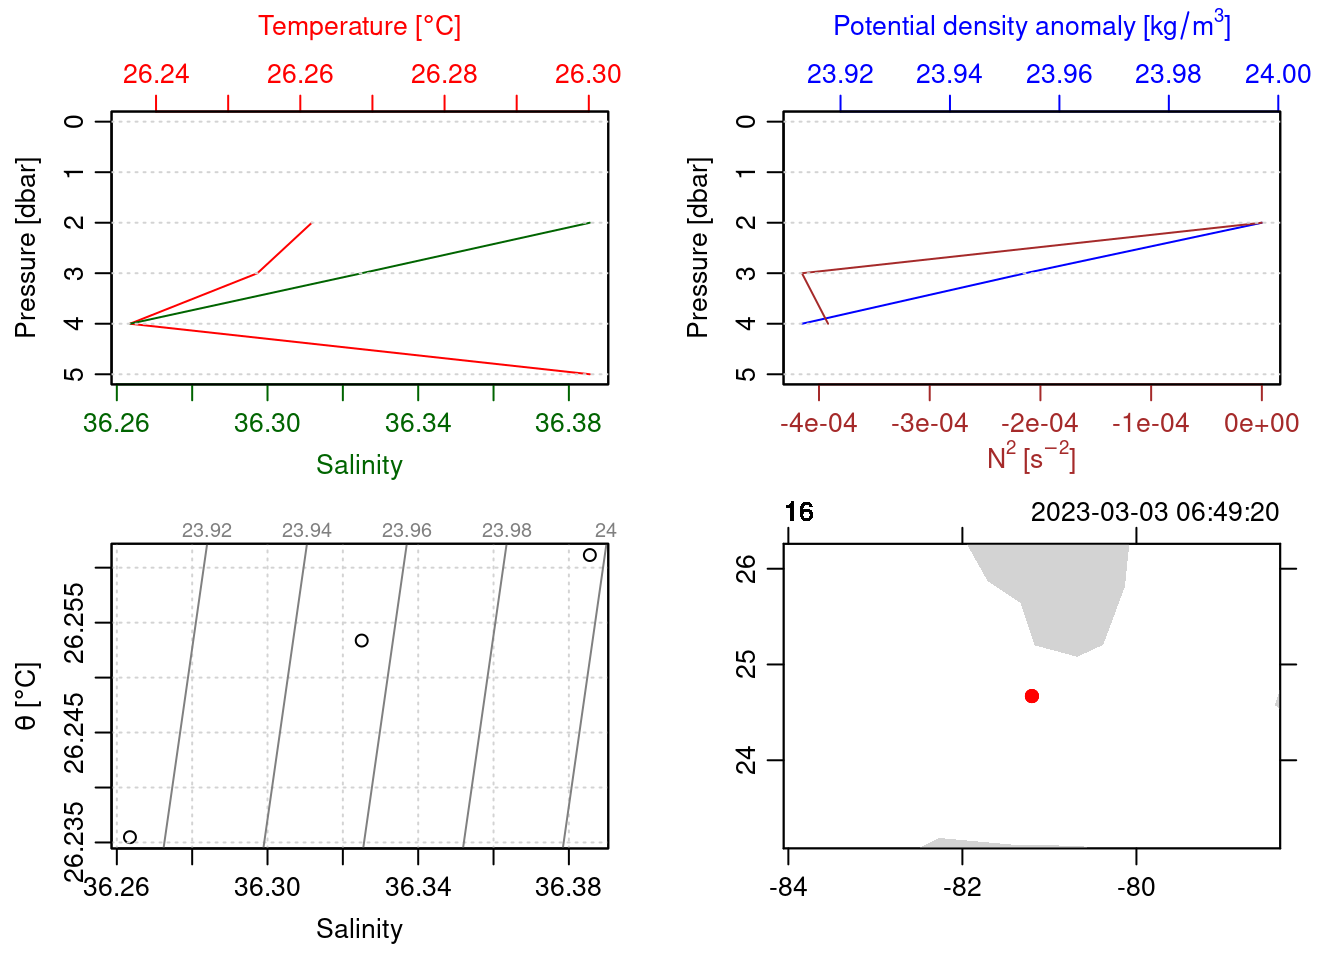 Temperature [°C]
26.24 26.26 26.28 26.30
Pressure [dbar]
0
1
2
3
4
5
36.26 36.30 36.34 36.38
Salinity
Potential density anomaly [kg/m³]
23.92 23.94 23.96 23.98 24.00
Pressure [dbar]
0
1
2
3
4
5
-4e-04 -3e-04 -2e-04 -1e-04 0e+00
N² [s⁻²]
23.92 23.94 23.96 23.98 24
θ [°C]
26.255
26.245
26.235
36.26 36.30 36.34 36.38
Salinity
16 2023-03-03 06:49:20
26
25
24
-84 -82 -80